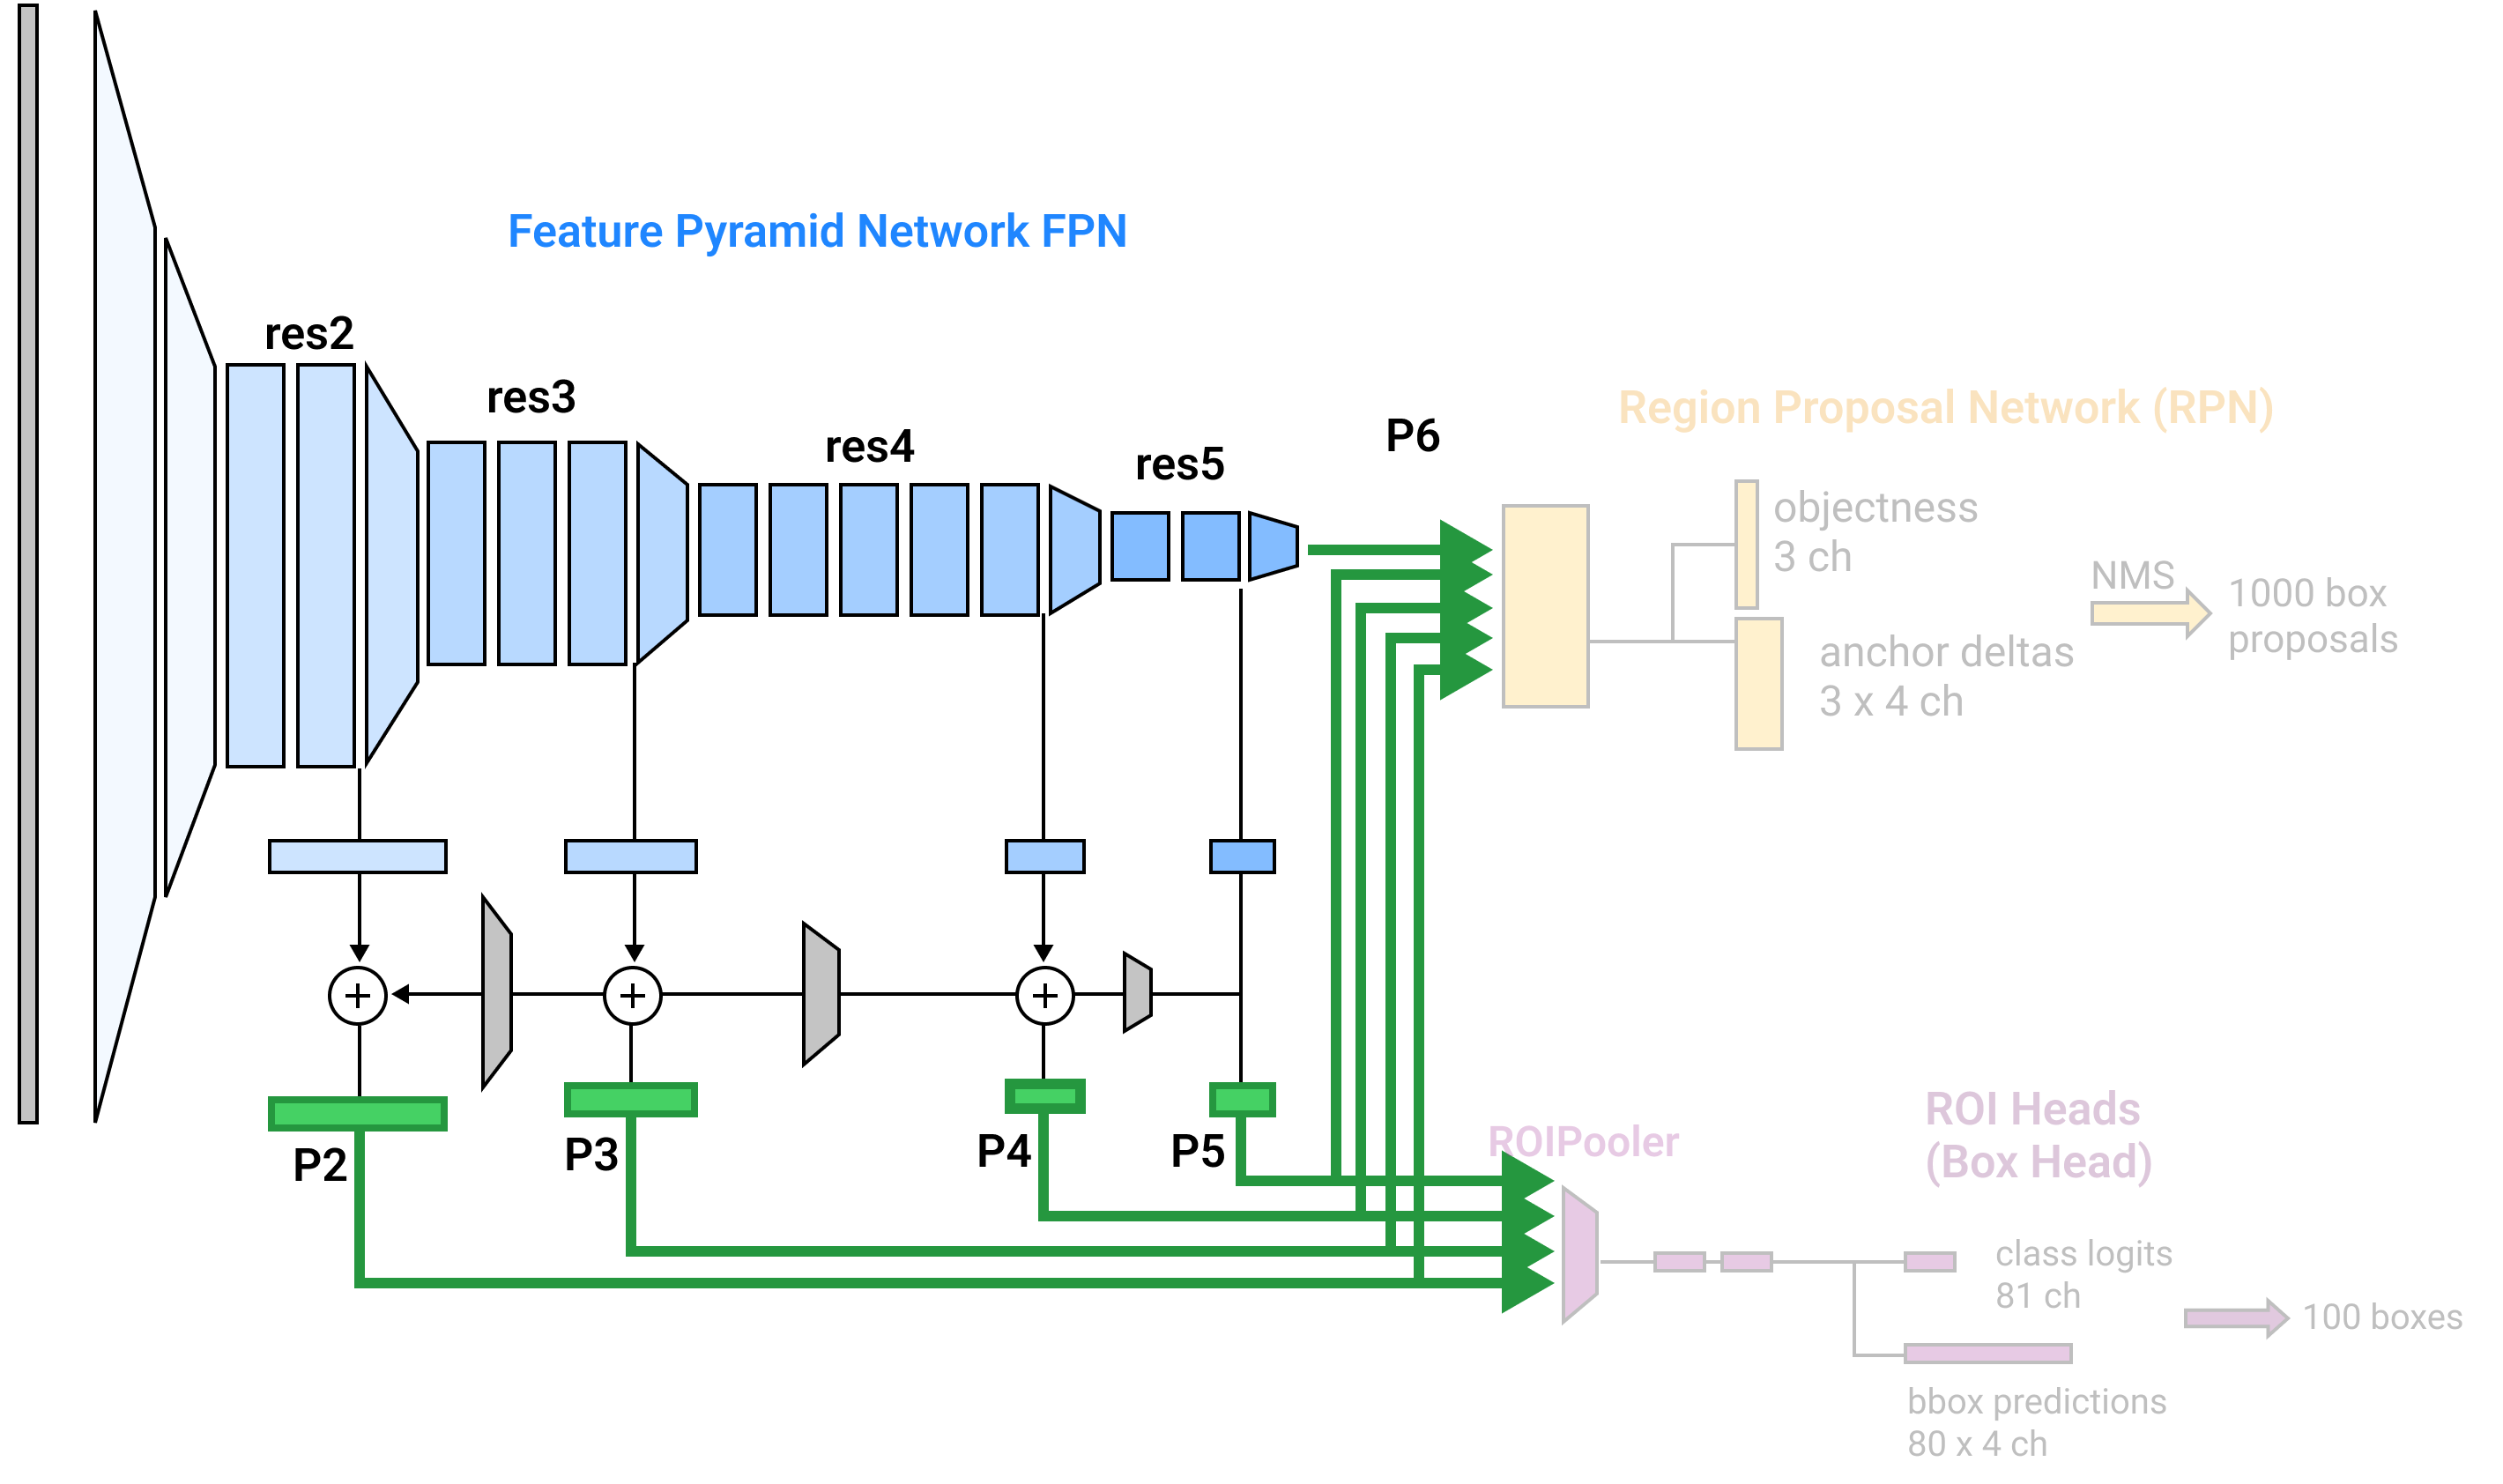 Feature Pyramid Network FPN
res2
res3
res4
res5
P6
Region Proposal Network (RPN)
objectness
3 ch
anchor deltas
3 x 4 ch
NMS
1000 box
proposals
P2
P3
P4
P5
ROIPooler
ROI Heads
(Box Head)
class logits
81 ch
100 boxes
bbox predictions
80 x 4 ch